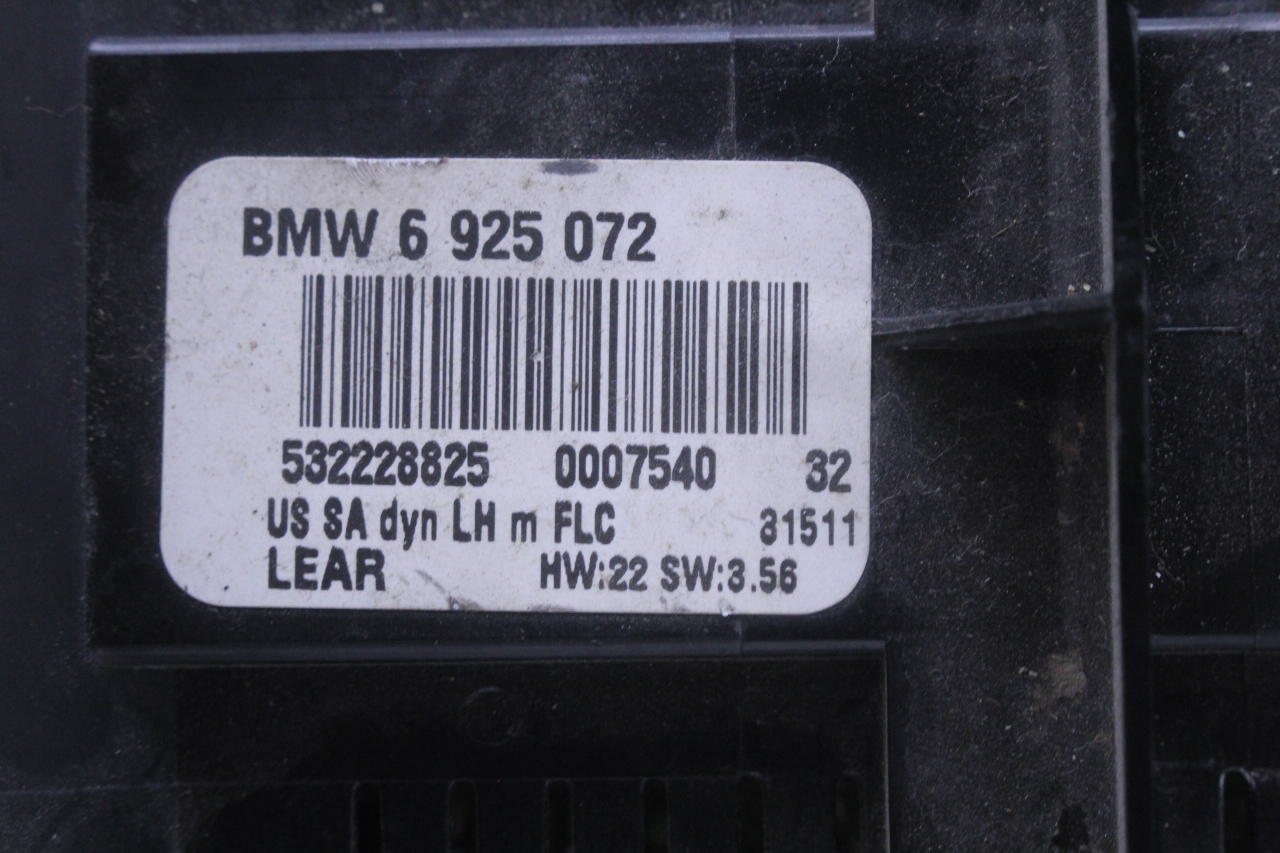 BMW 6 925 072
532228825 0007540 32
US SA dyn LH m FLC 31511
LEAR HW:22 SW:3.56